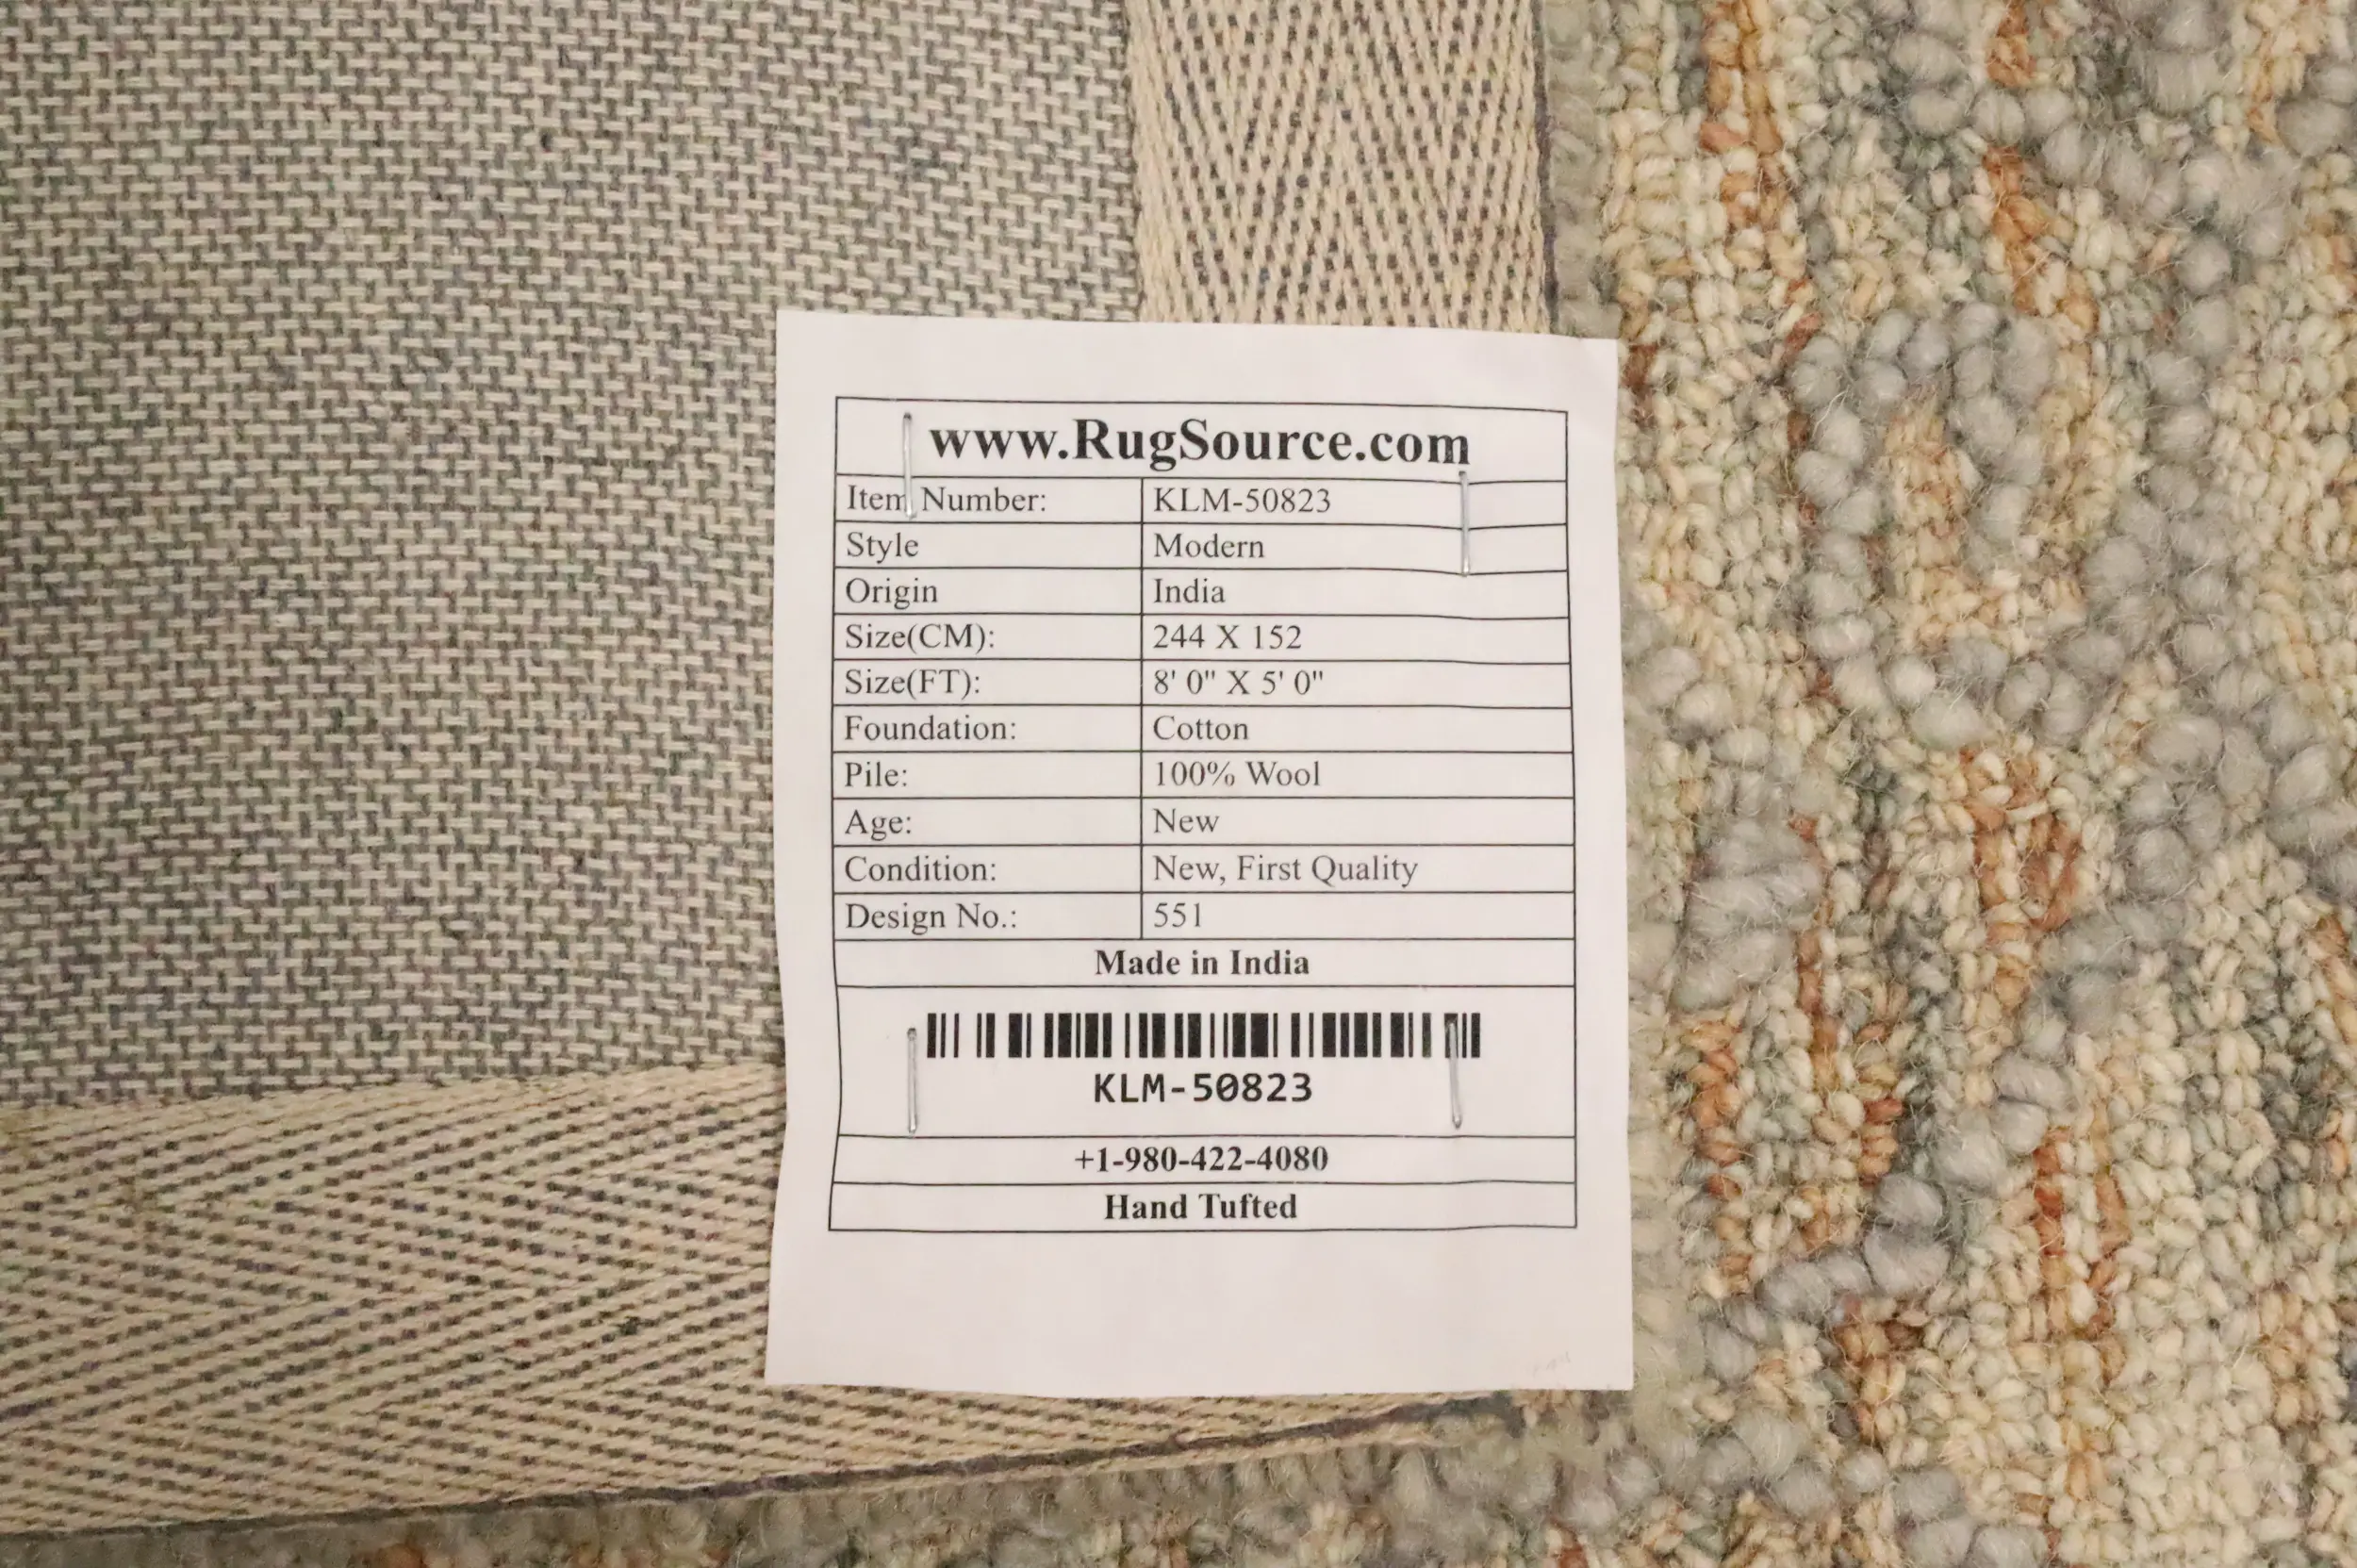 www.RugSource.com
Item Number: KLM-50823
Style Modern
Origin India
Size(CM): 244 X 152
Size(FT): 8' 0" X 5' 0"
Foundation: Cotton
Pile: 100% Wool
Age: New
Condition: New, First Quality
Design No.: 551
Made in India
KLM-50823
+1-980-422-4080
Hand Tufted